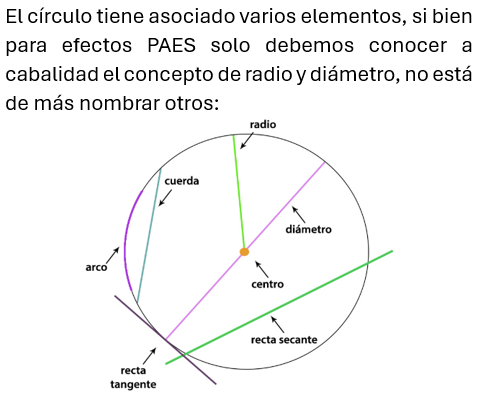 El círculo tiene asociado varios elementos, si bien
para efectos PAES solo debemos conocer a
cabalidad el concepto de radio y diámetro, no está
de más nombrar otros:
radio
cuerda
diámetro
arco
centro
recta secante
recta
tangente